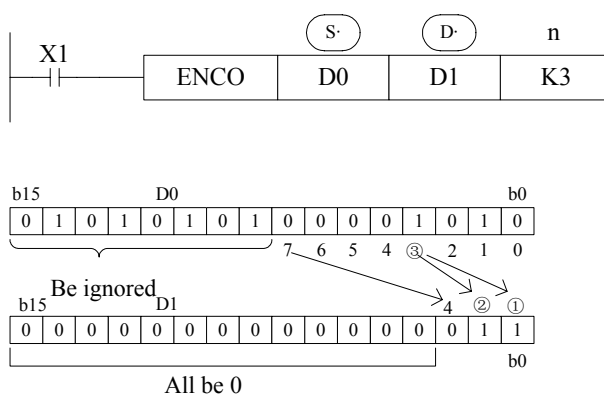 S· D· n
X1
ENCO D0 D1 K3
b15 D0 b0
0 1 0 1 0 1 0 1 0 0 0 0 1 0 1 0
7 6 5 4 ③ 2 1 0
Be ignored
b15 D1 4 ② ①
0 0 0 0 0 0 0 0 0 0 0 0 0 0 1 1
b0
All be 0